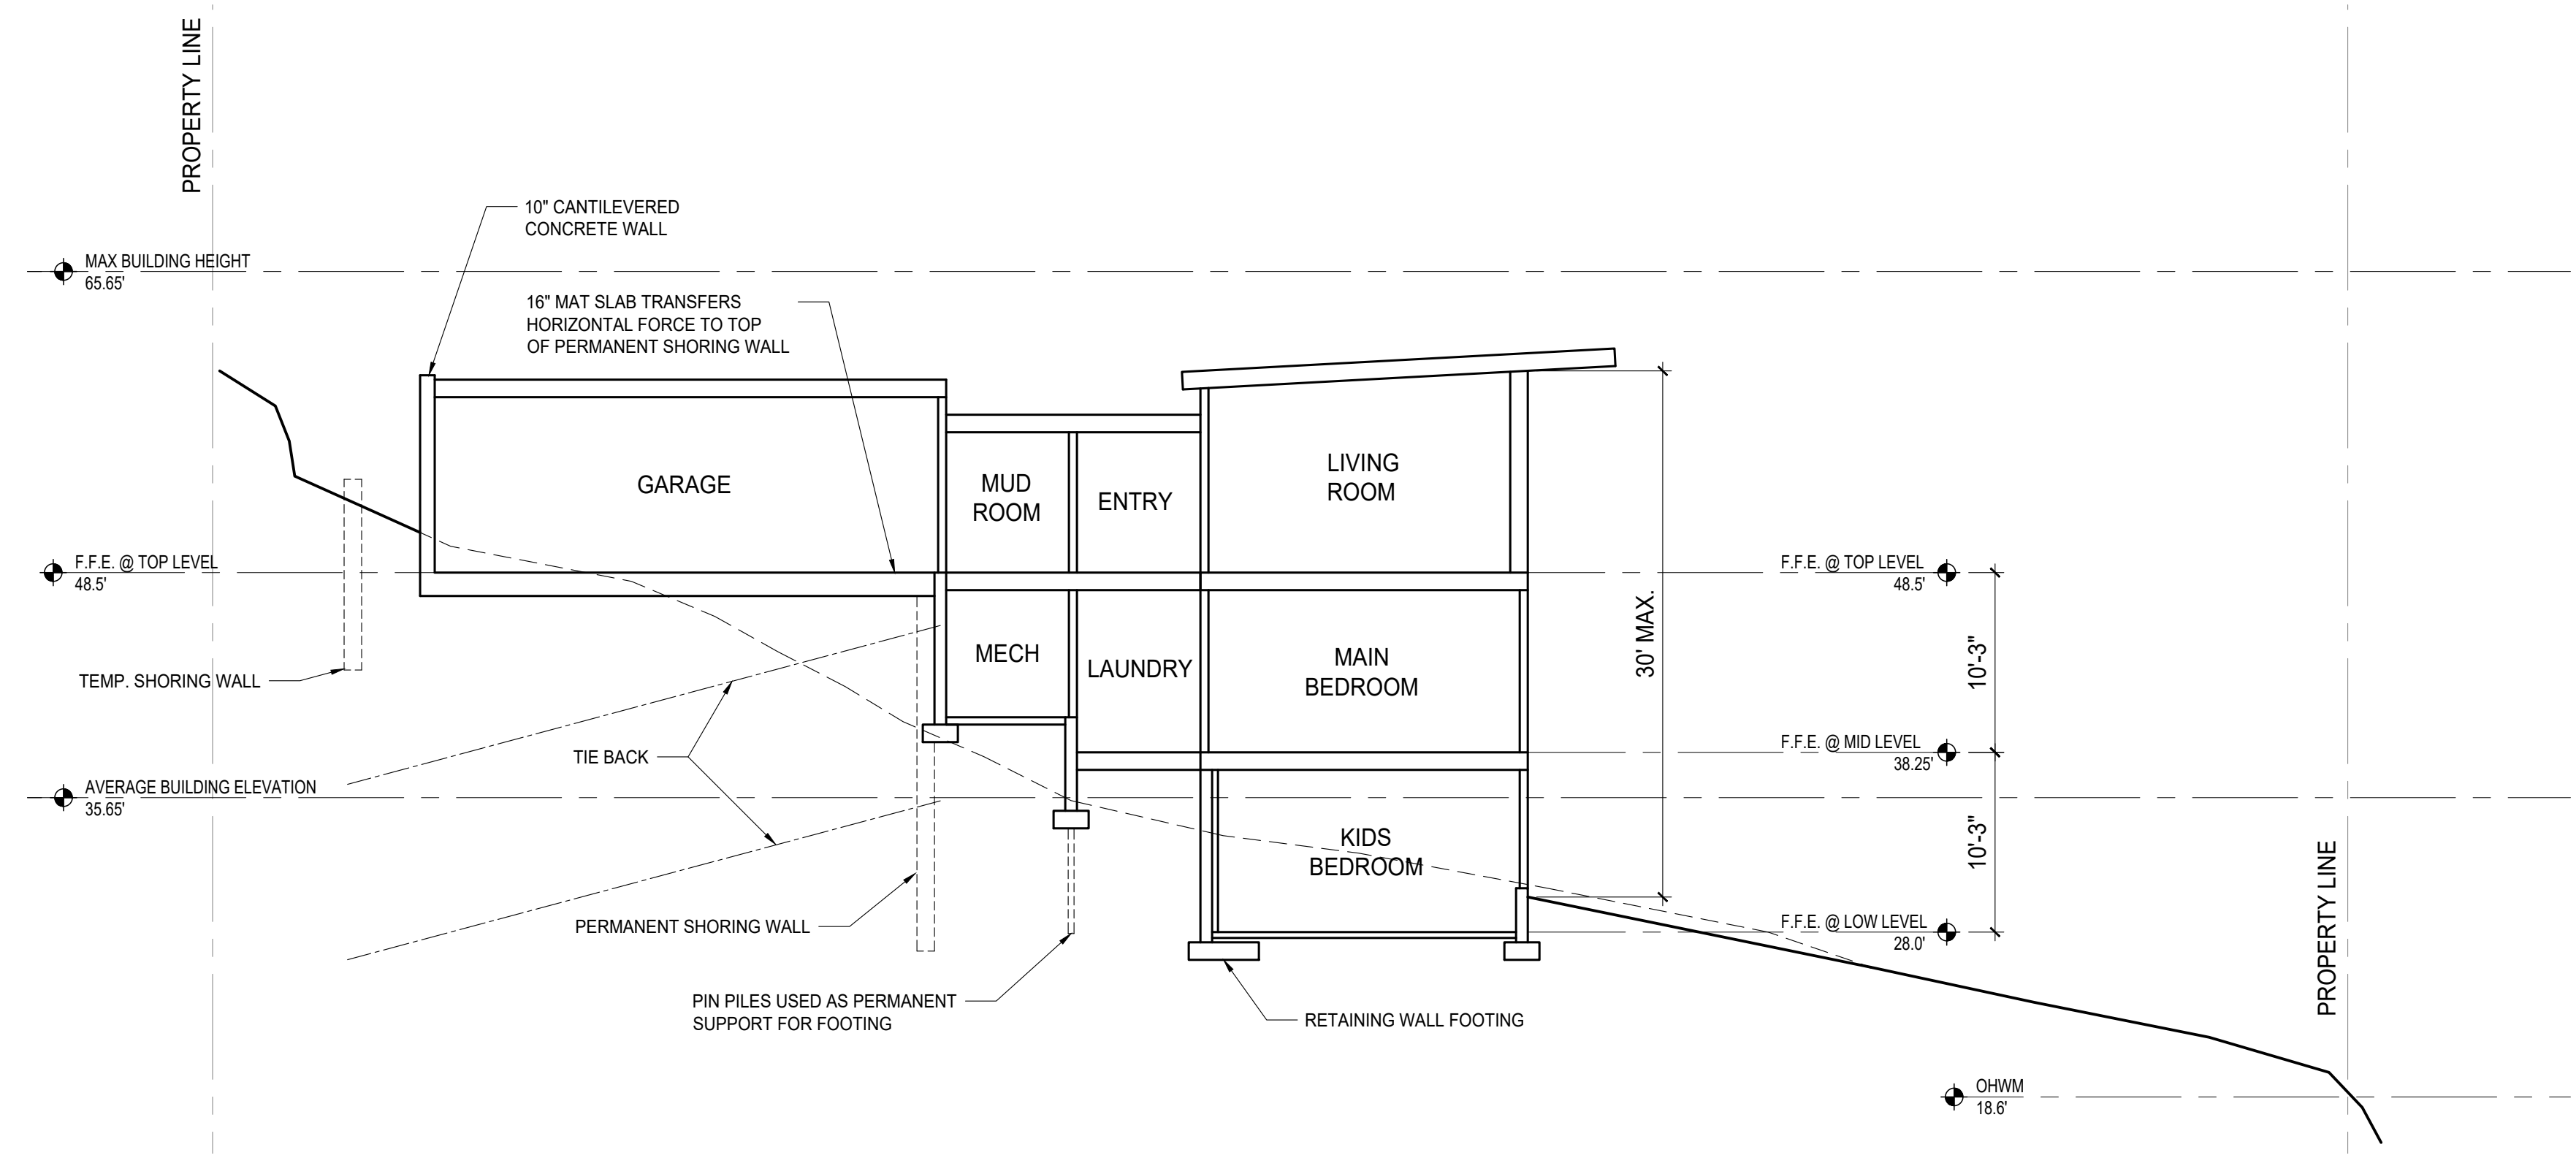 PROPERTY LINE
10" CANTILEVERED
CONCRETE WALL
MAX BUILDING HEIGHT
65.65'
16" MAT SLAB TRANSFERS
HORIZONTAL FORCE TO TOP
OF PERMANENT SHORING WALL
GARAGE
MUD
ROOM
ENTRY
LIVING
ROOM
F.F.E. @ TOP LEVEL
48.5'
F.F.E. @ TOP LEVEL
48.5'
30' MAX.
10'-3"
TEMP. SHORING WALL
MECH
LAUNDRY
MAIN
BEDROOM
TIE BACK
F.F.E. @ MID LEVEL
38.25'
AVERAGE BUILDING ELEVATION
35.65'
KIDS
BEDROOM
10'-3"
PROPERTY LINE
PERMANENT SHORING WALL
F.F.E. @ LOW LEVEL
28.0'
PIN PILES USED AS PERMANENT
SUPPORT FOR FOOTING
RETAINING WALL FOOTING
OHWM
18.6'